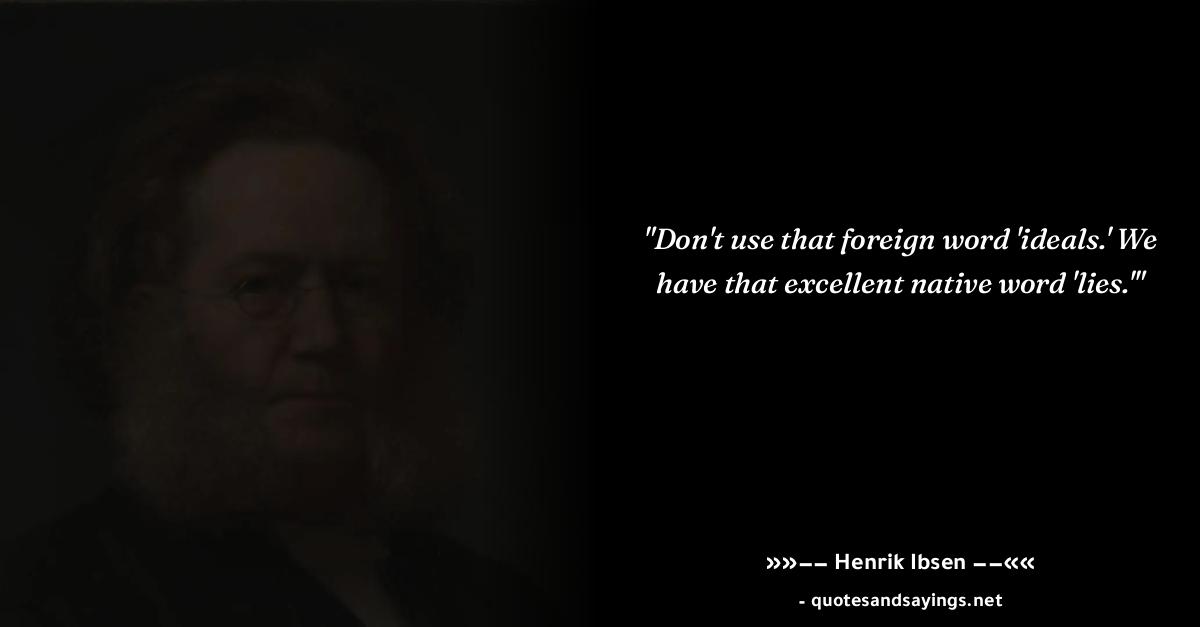 "Don't use that foreign word 'ideals.' We
have that excellent native word 'lies.'"
»»−− Henrik Ibsen −−««
- quotesandsayings.net